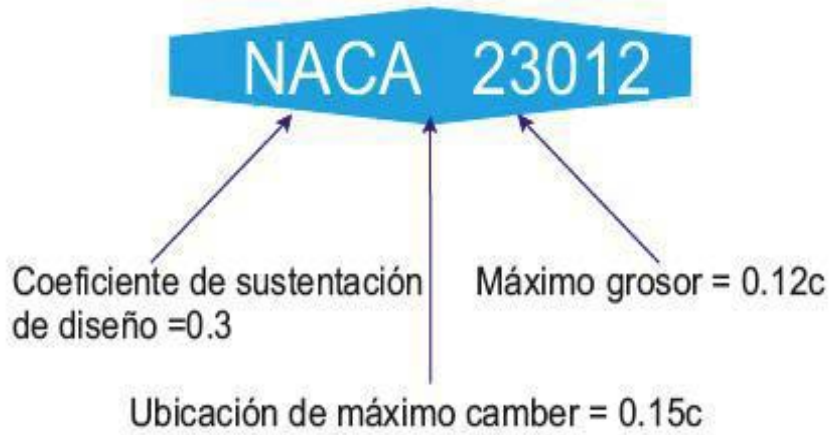 NACA 23012
Coeficiente de sustentación
de diseño =0.3
Máximo grosor = 0.12c
Ubicación de máximo camber = 0.15c